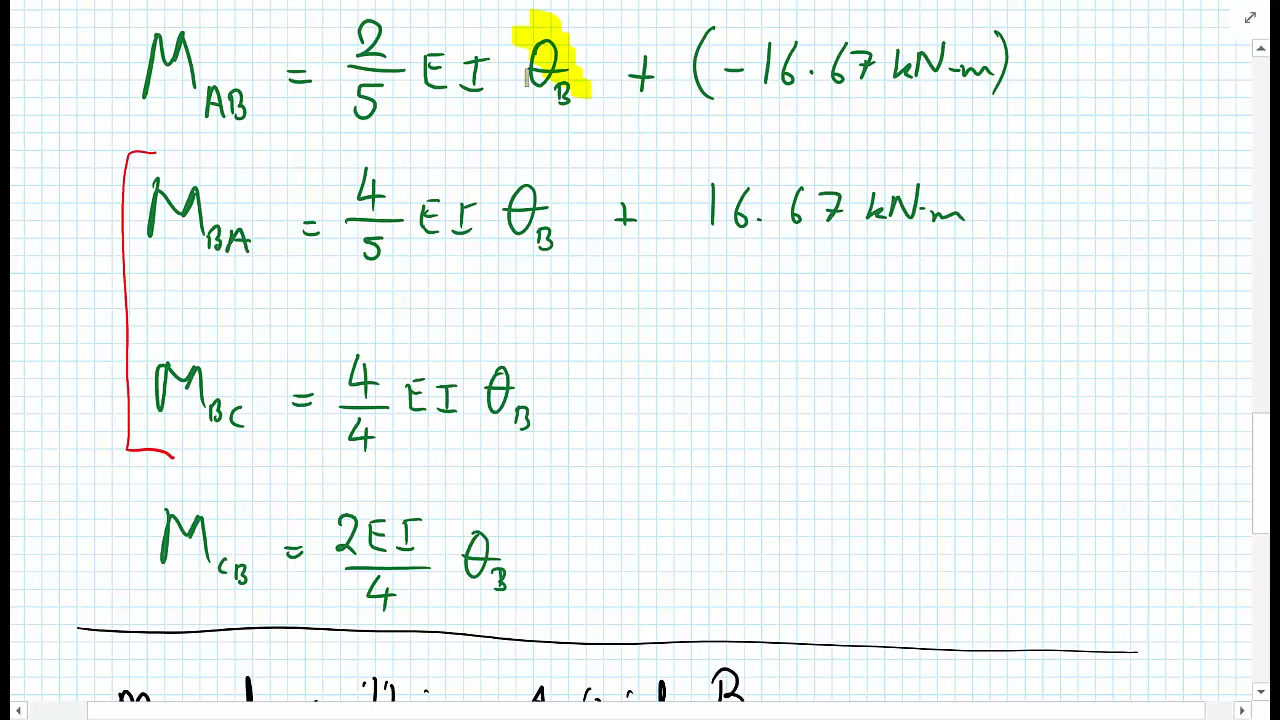 M_AB = 2/5 EI θ_B + (-16.67 kN-m)
M_BA = 4/5 EI θ_B + 16.67 kN-m
M_BC = 4/4 EI θ_B
M_CB = 2EI/4 θ_B
B